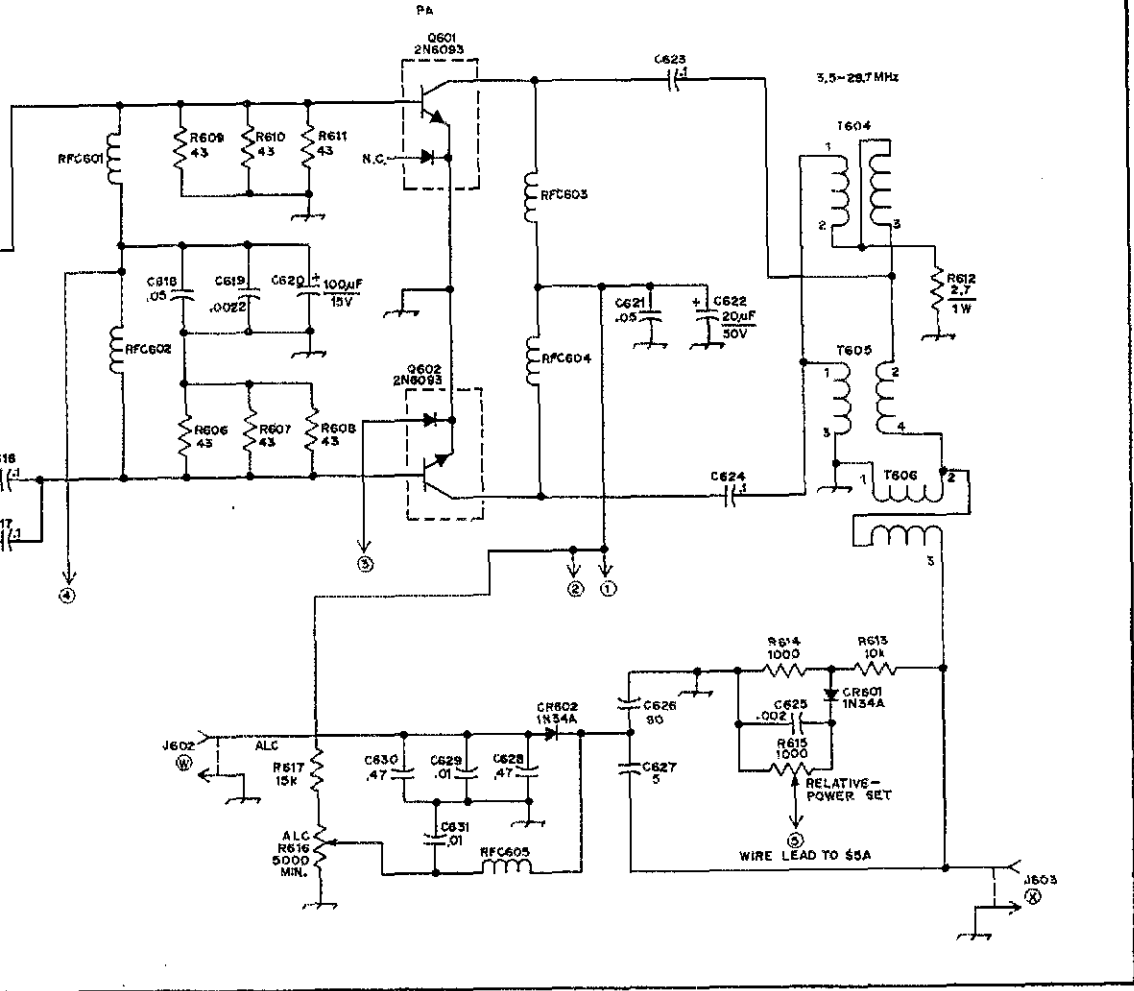 PA
Q601
2N6093
C623
.1
3.5-29.7MHz
T604
1
2
3
RFC601
R609
43
R610
43
R611
43
N.C.
RFC603
C618
.05
C619
.0022
C620
+
100µF
15V
C621
.05
+
C622
20µF
50V
R612
2.7
1W
RFC602
RFC604
Q602
2N6093
T605
1
2
3
4
R606
43
R607
43
R608
43
.1
C624
.1
1
T606
2
3
17
.1
4
3
2
1
R614
1000
R613
10k
CR601
1N34A
C625
.002
R615
1000
RELATIVE-
POWER SET
5
WIRE LEAD TO S5A
CR602
1N34A
C626
80
C627
5
J602
W
ALC
R617
15k
C630
.47
C629
.01
C628
.47
C631
.01
RFC605
ALC
R616
5000
MIN.
J603
X